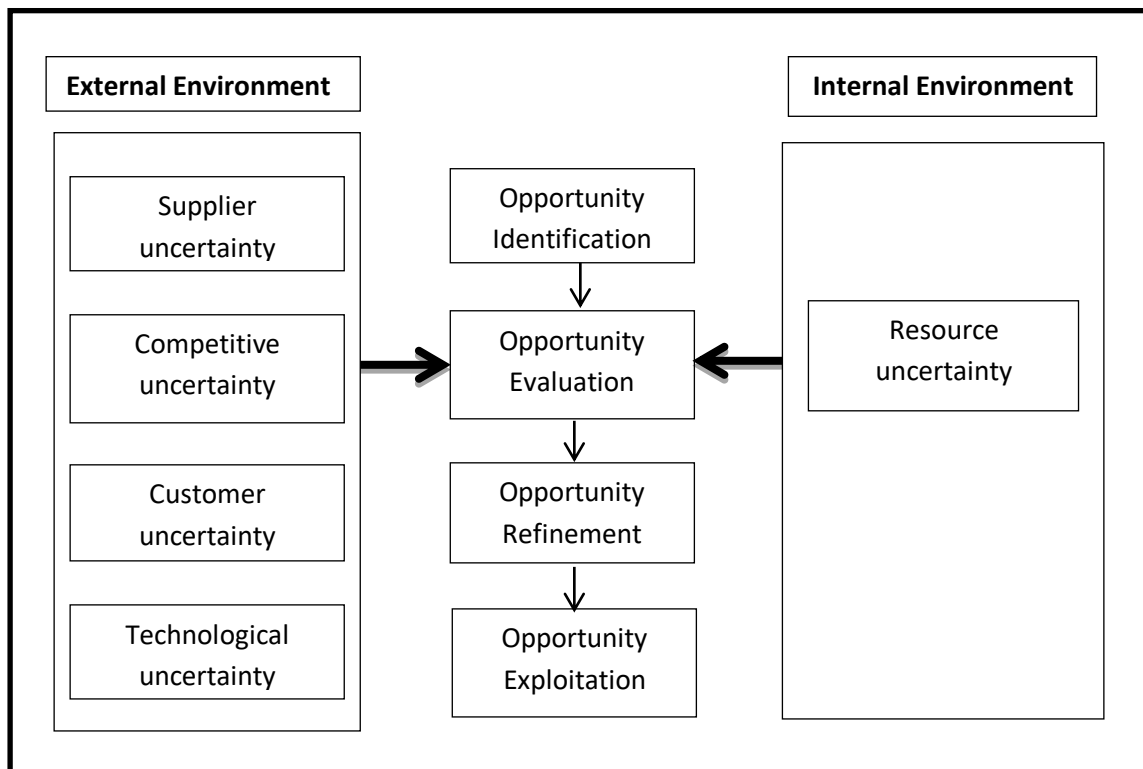 External Environment
Supplier
uncertainty
Competitive
uncertainty
Customer
uncertainty
Technological
uncertainty
Opportunity
Identification
Opportunity
Evaluation
Opportunity
Refinement
Opportunity
Exploitation
Internal Environment
Resource
uncertainty